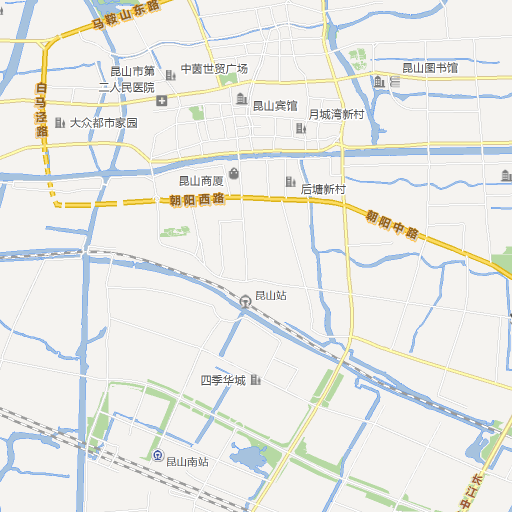 马鞍山东路
中茵世贸广场
昆山市第
二人民医院
昆山图书馆
白马泾路
昆山宾馆
月城湾新村
大众都市家园
昆山商厦
后塘新村
朝阳西路
朝阳中路
昆山站
四季华城
昆山南站
长江中